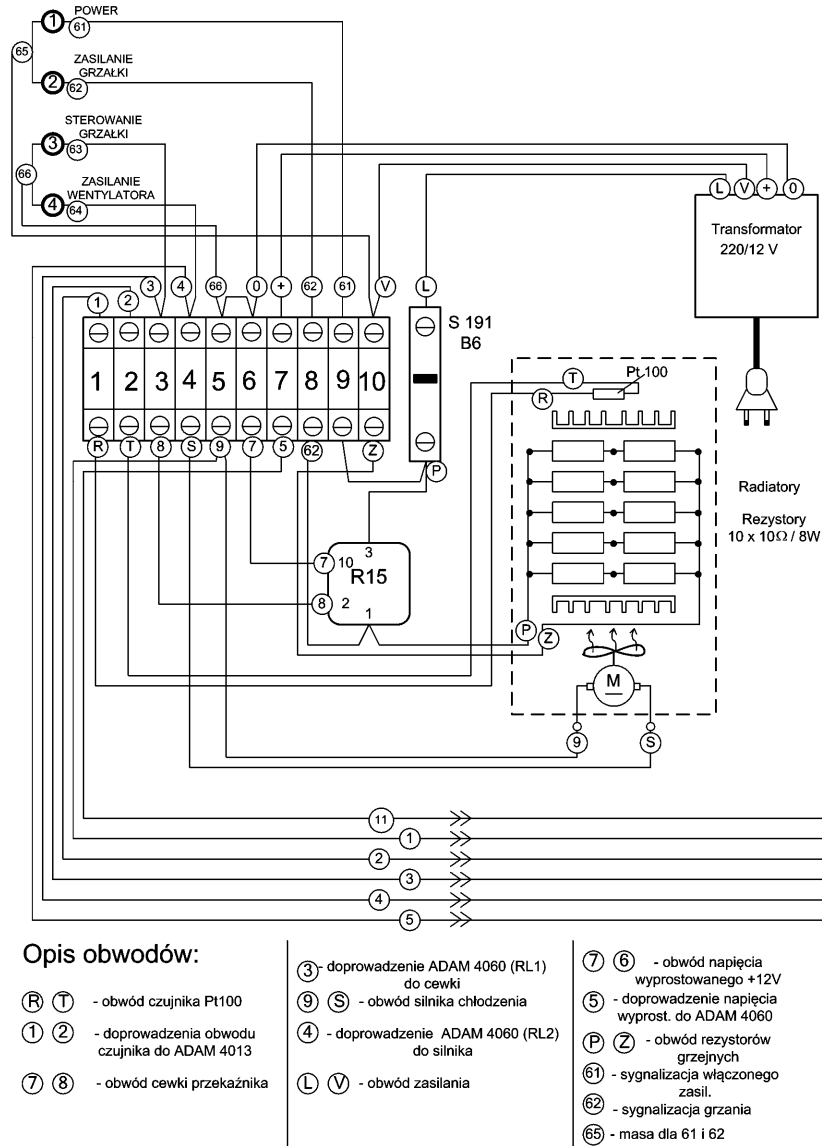 1 POWER
61
65
ZASILANIE
GRZAŁKI
2
62
STEROWANIE
GRZAŁKI
3
63
66
ZASILANIE
WENTYLATORA
4
64
L V + 0
Transformator
220/12 V
1 2 3 4 66 0 + 62 61 V L
S 191
B6
1 2 3 4 5 6 7 8 9 10
R T 8 S 9 7 5 62 Z P
T Pt 100
R
Radiatory
Rezystory
10 x 10Ω / 8W
3
7 10
R15
8 2
1
P Z
M
9 S
11
1
2
3
4
5
Opis obwodów:
R T - obwód czujnika Pt100
1 2 - doprowadzenia obwodu
czujnika do ADAM 4013
7 8 - obwód cewki przekaźnika
3 - doprowadzenie ADAM 4060 (RL1)
do cewki
9 S - obwód silnika chłodzenia
4 - doprowadzenie ADAM 4060 (RL2)
do silnika
L V - obwód zasilania
7 6 - obwód napięcia
wyprostowanego +12V
5 - doprowadzenie napięcia
wyprost. do ADAM 4060
P Z - obwód rezystorów
grzejnych
61 - sygnalizacja włączonego
zasil.
62 - sygnalizacja grzania
65 - masa dla 61 i 62